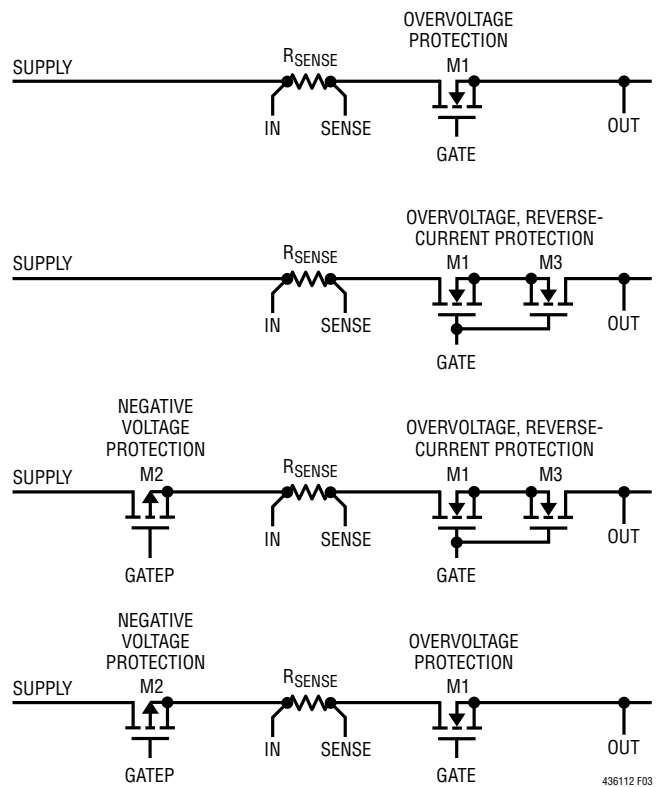 OVERVOLTAGE
PROTECTION
SUPPLY
RSENSE
M1
IN
SENSE
GATE
OUT
OVERVOLTAGE, REVERSE-
CURRENT PROTECTION
SUPPLY
RSENSE
M1
M3
IN
SENSE
GATE
OUT
NEGATIVE
VOLTAGE
PROTECTION
OVERVOLTAGE, REVERSE-
CURRENT PROTECTION
SUPPLY
M2
RSENSE
M1
M3
GATEP
IN
SENSE
GATE
OUT
NEGATIVE
VOLTAGE
PROTECTION
OVERVOLTAGE
PROTECTION
SUPPLY
M2
RSENSE
M1
GATEP
IN
SENSE
GATE
OUT
436112 F03